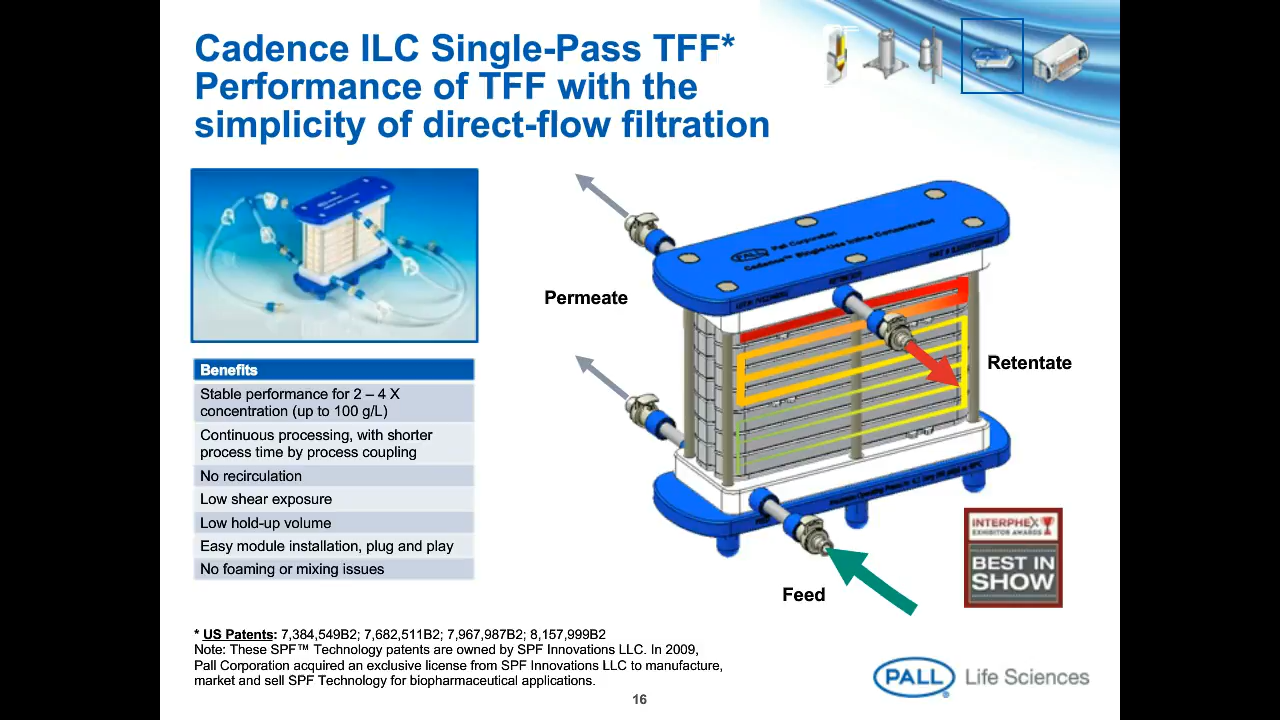 Cadence ILC Single-Pass TFF*
Performance of TFF with the
simplicity of direct-flow filtration
Permeate
PALL Pall Corporation
Cadence™ Single-Use Inline Concentrator
Retentate
Benefits
Stable performance for 2 – 4 X
concentration (up to 100 g/L)
Continuous processing, with shorter
process time by process coupling
No recirculation
Low shear exposure
Low hold-up volume
Easy module installation, plug and play
No foaming or mixing issues
Feed
INTERPHEX
EXHIBITOR AWARDS
BEST IN
SHOW
* US Patents: 7,384,549B2; 7,682,511B2; 7,967,987B2; 8,157,999B2
Note: These SPF™ Technology patents are owned by SPF Innovations LLC. In 2009,
Pall Corporation acquired an exclusive license from SPF Innovations LLC to manufacture,
market and sell SPF Technology for biopharmaceutical applications.
PALL® Life Sciences
16